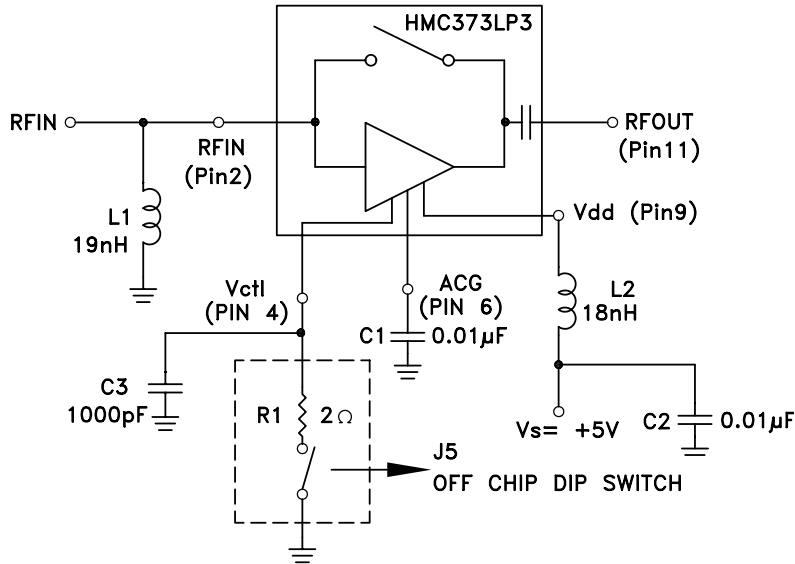 HMC373LP3
RFIN
RFIN
(Pin2)
RFOUT
(Pin11)
L1
19nH
Vdd (Pin9)
Vctl
(PIN 4)
ACG
(PIN 6)
L2
18nH
C1
0.01µF
C3
1000pF
R1
2Ω
Vs= +5V
C2
0.01µF
J5
OFF CHIP DIP SWITCH